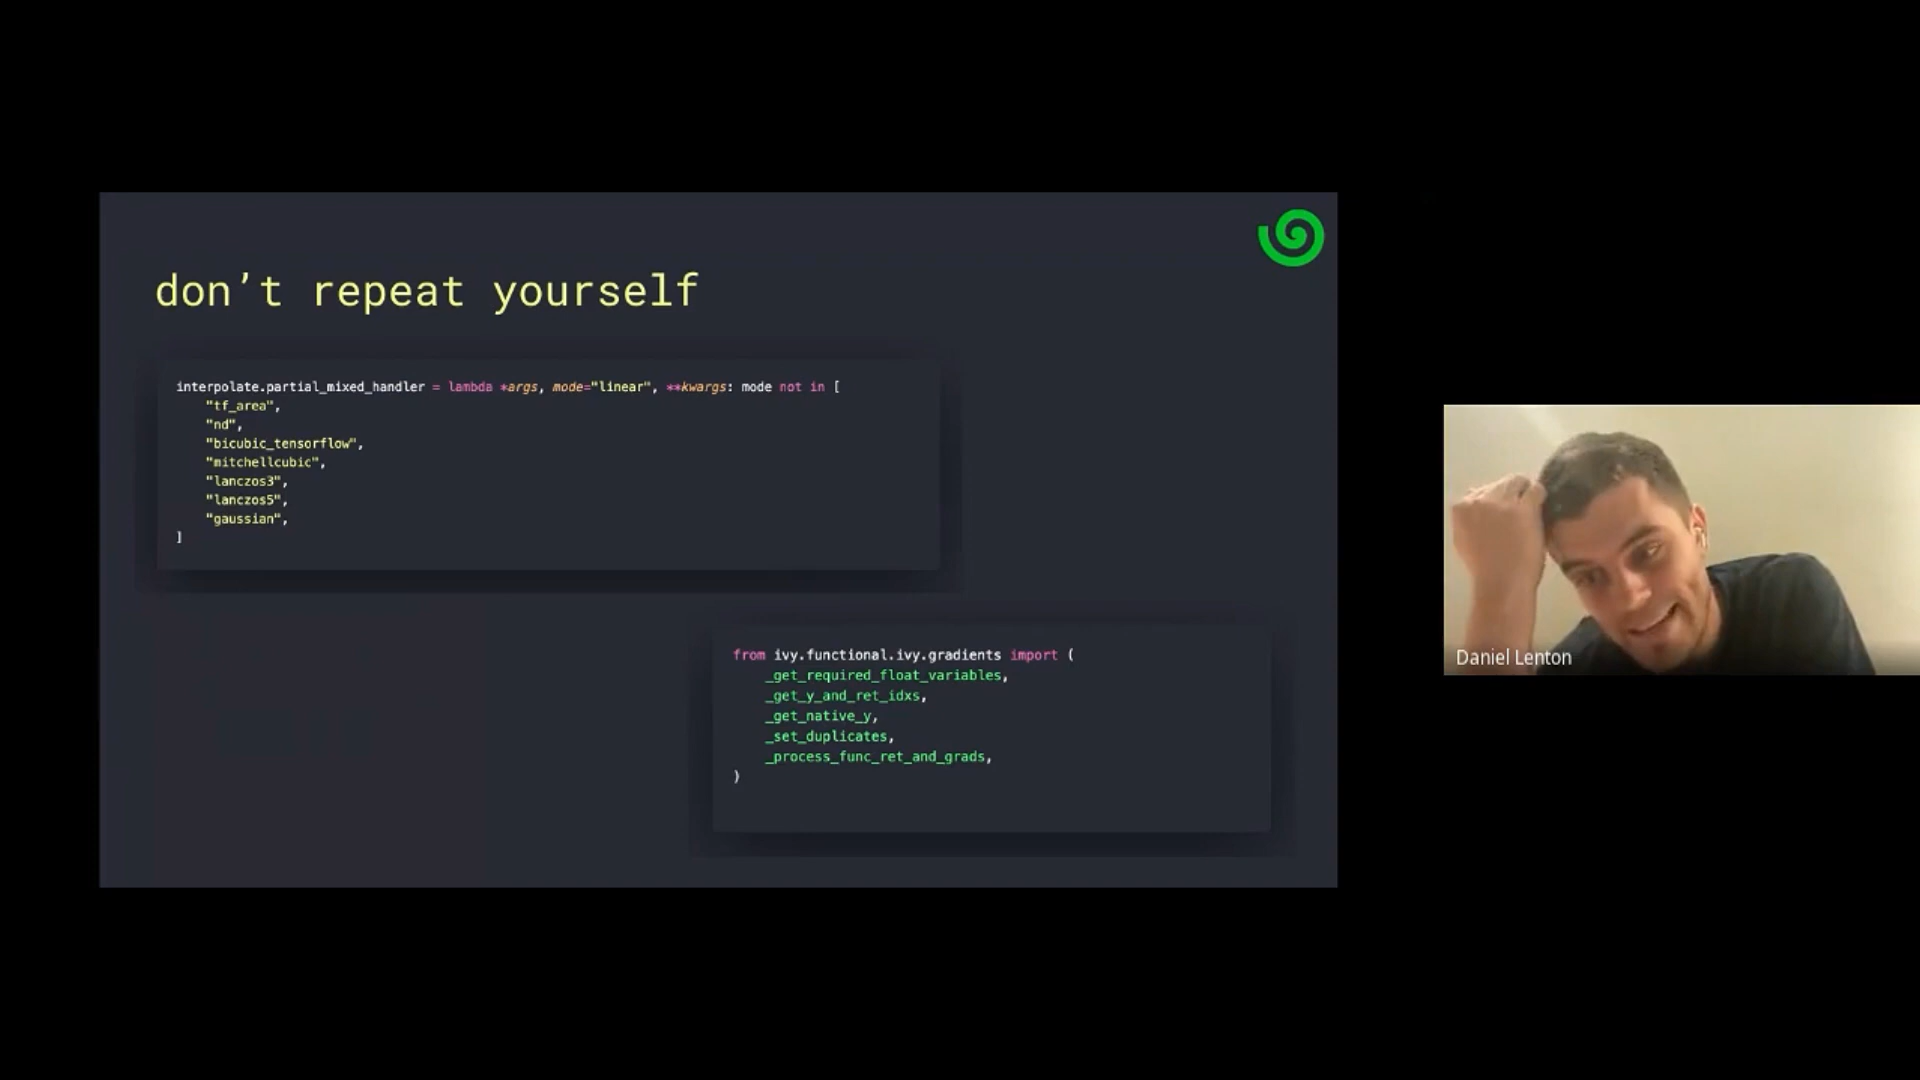 don’t repeat yourself
interpolate.partial_mixed_handler = lambda *args, mode="linear", **kwargs: mode not in [
    "tf_area",
    "nd",
    "bicubic_tensorflow",
    "mitchellcubic",
    "lanczos3",
    "lanczos5",
    "gaussian",
]
from ivy.functional.ivy.gradients import (
    _get_required_float_variables,
    _get_y_and_ret_idxs,
    _get_native_y,
    _set_duplicates,
    _process_func_ret_and_grads,
)
Daniel Lenton